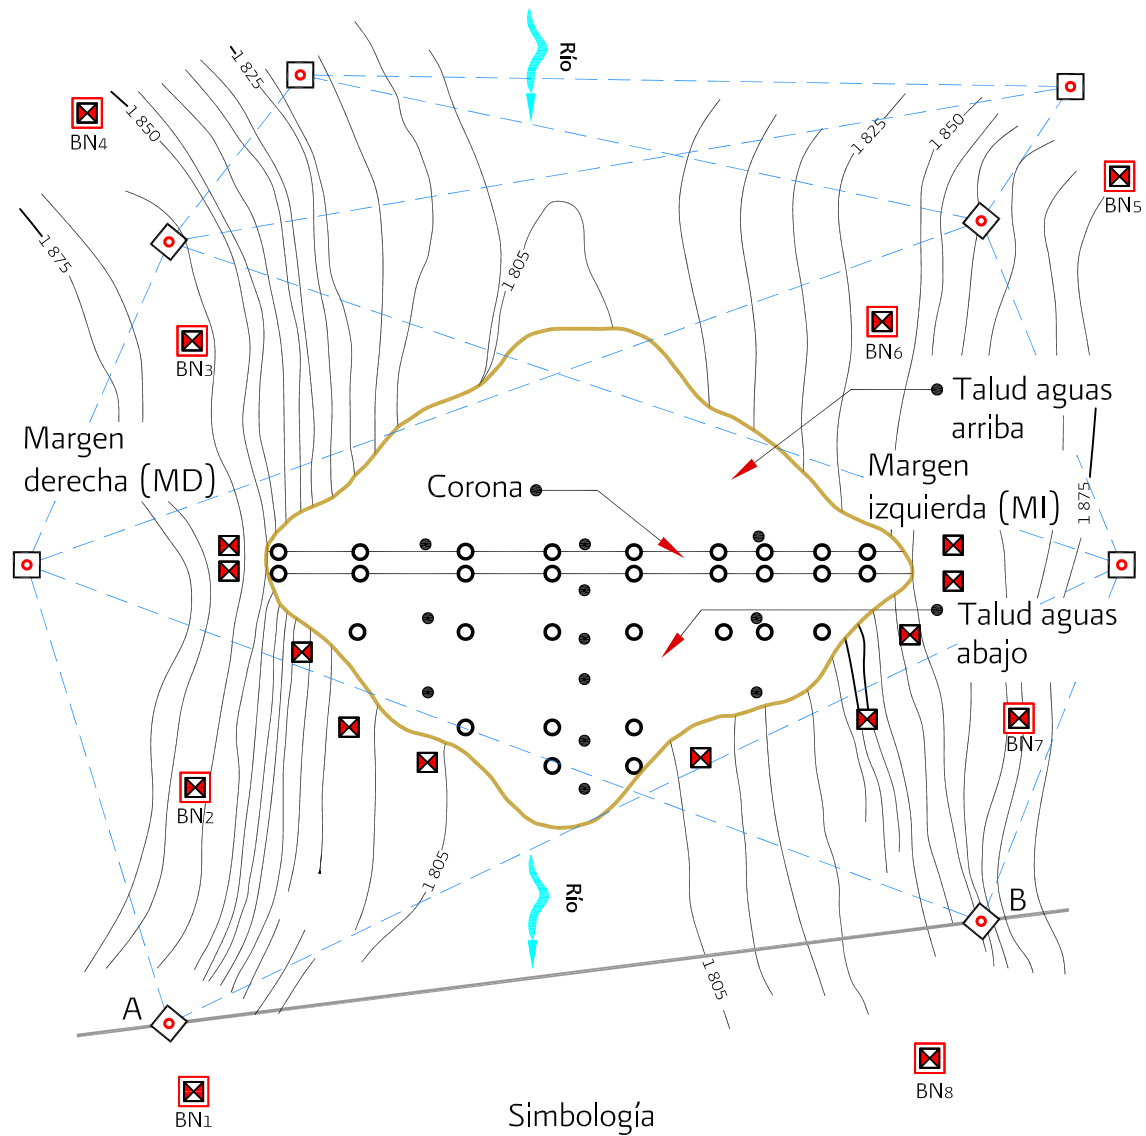 Río
1 825
BN4
1 850
1 825
1 850
BN5
1 875
1 805
BN3
BN6
Talud aguas
arriba
Margen
derecha (MD)
Corona
Margen
izquierda (MI)
1 875
Talud aguas
abajo
BN7
BN2
1 805
Río
B
A
1 805
BN1
BN8
Simbología